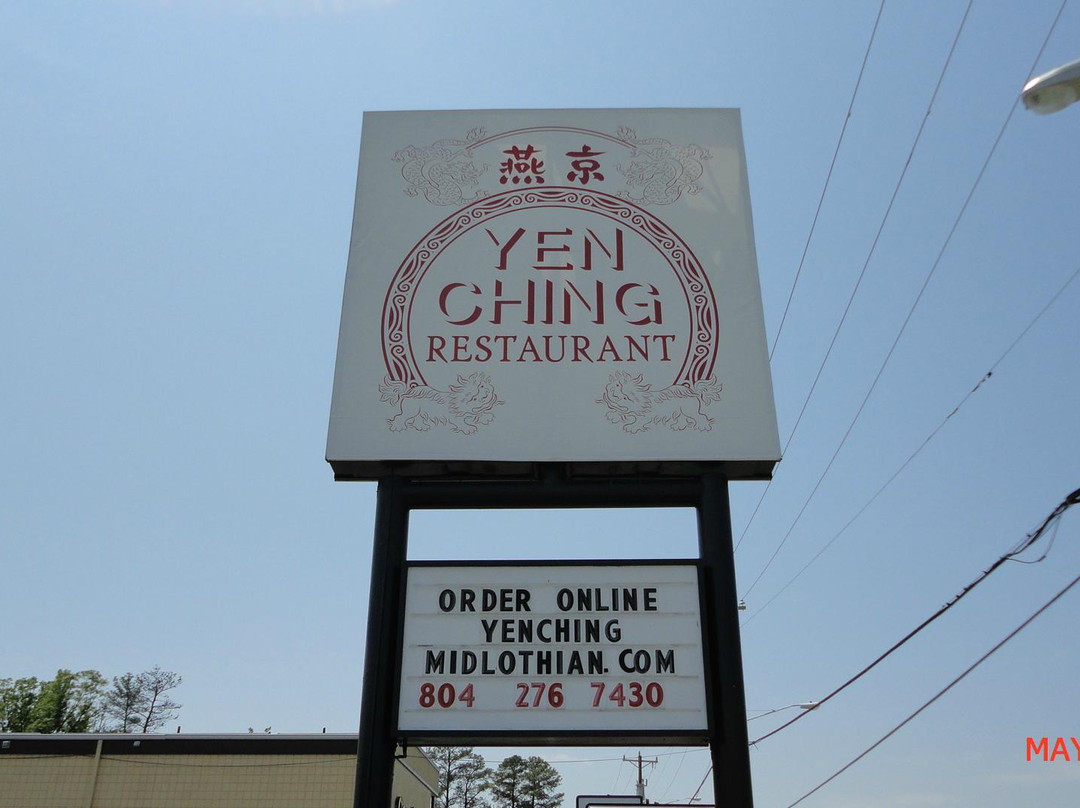 燕京
YEN
CHING
RESTAURANT
ORDER ONLINE
YENCHING
MIDLOTHIAN.COM
804 276 7430
MAY